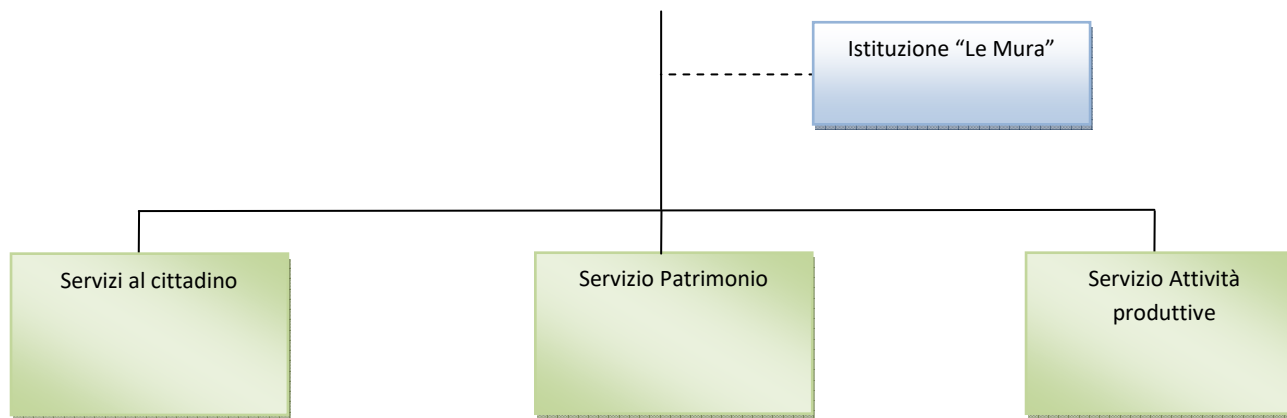 Istituzione “Le Mura”
Servizi al cittadino
Servizio Patrimonio
Servizio Attività
produttive